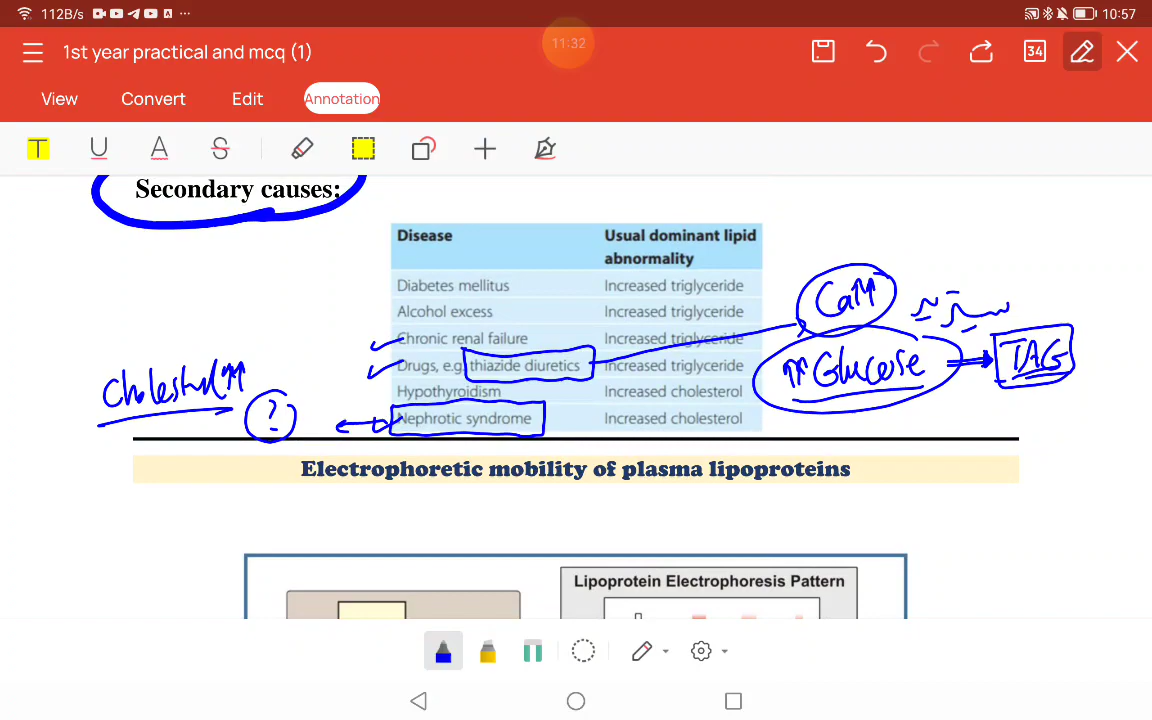 112B/s
10:57
1st year practical and mcq (1)
11:32
34
View Convert Edit Annotation
T U A S
Secondary causes:
Disease Usual dominant lipid abnormality
Diabetes mellitus Increased triglyceride
Alcohol excess Increased triglyceride
Chronic renal failure Increased triglyceride
Drugs, e.g. thiazide diuretics Increased triglyceride
Hypothyroidism Increased cholesterol
Nephrotic syndrome Increased cholesterol
Ca↑↑
↑↑ Glucose ⇒ TAG
?
Electrophoretic mobility of plasma lipoproteins
Lipoprotein Electrophoresis Pattern